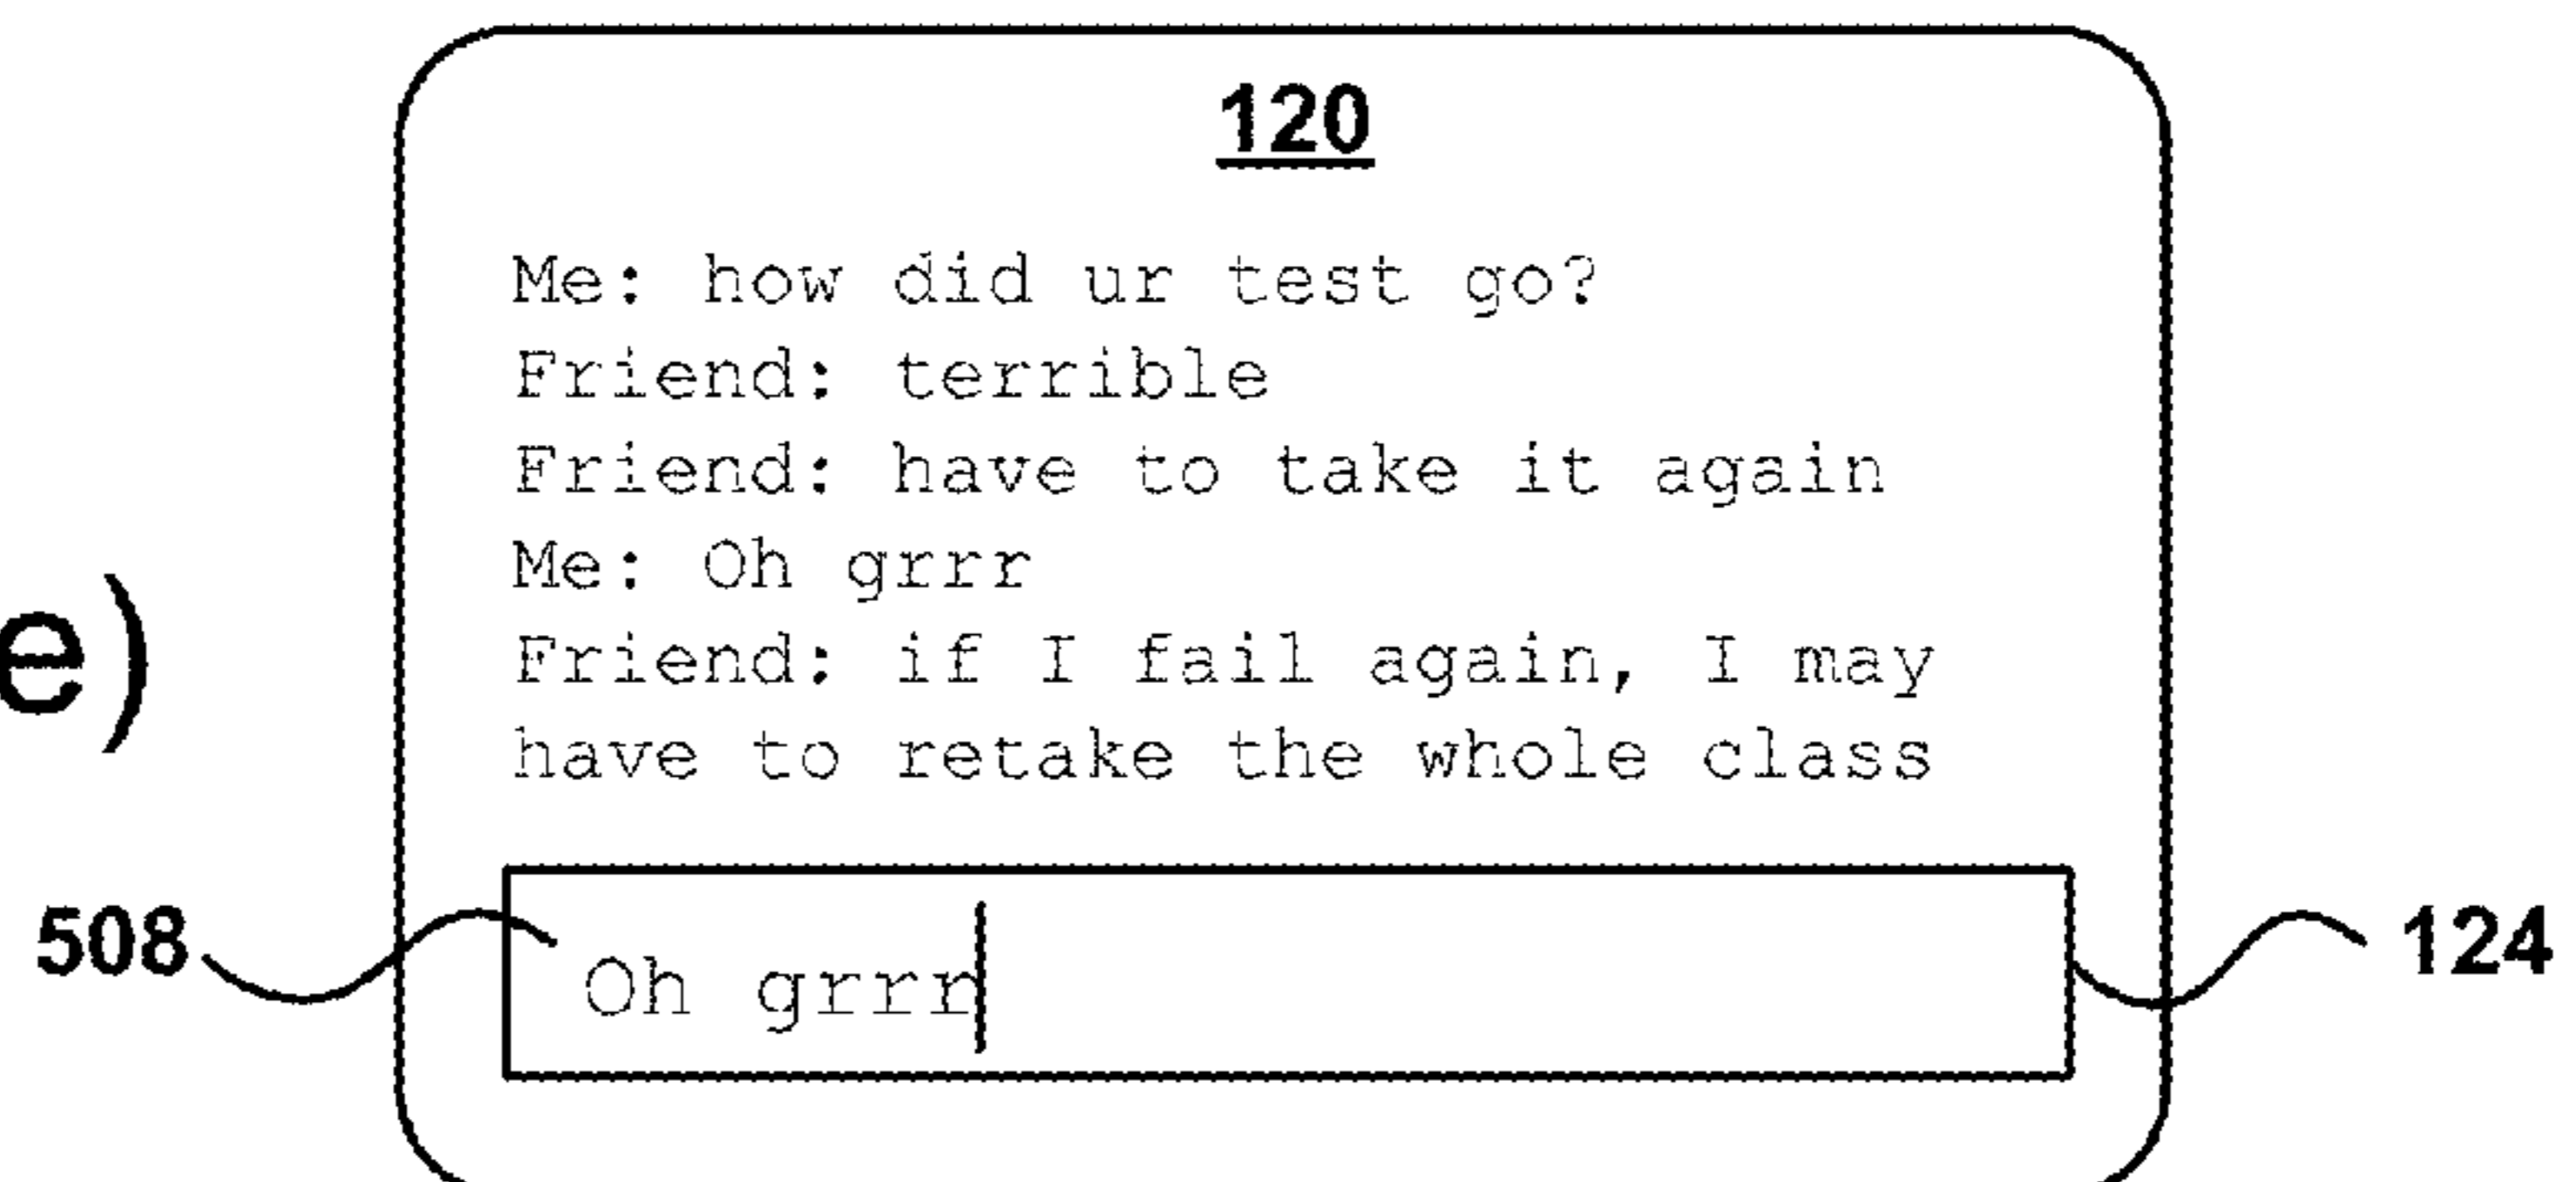 120
Me: how did ur test go?
Friend: terrible
Friend: have to take it again
Me: Oh grrr
e)
Friend: if I fail again, I may
have to retake the whole class
508
Oh grrr
124